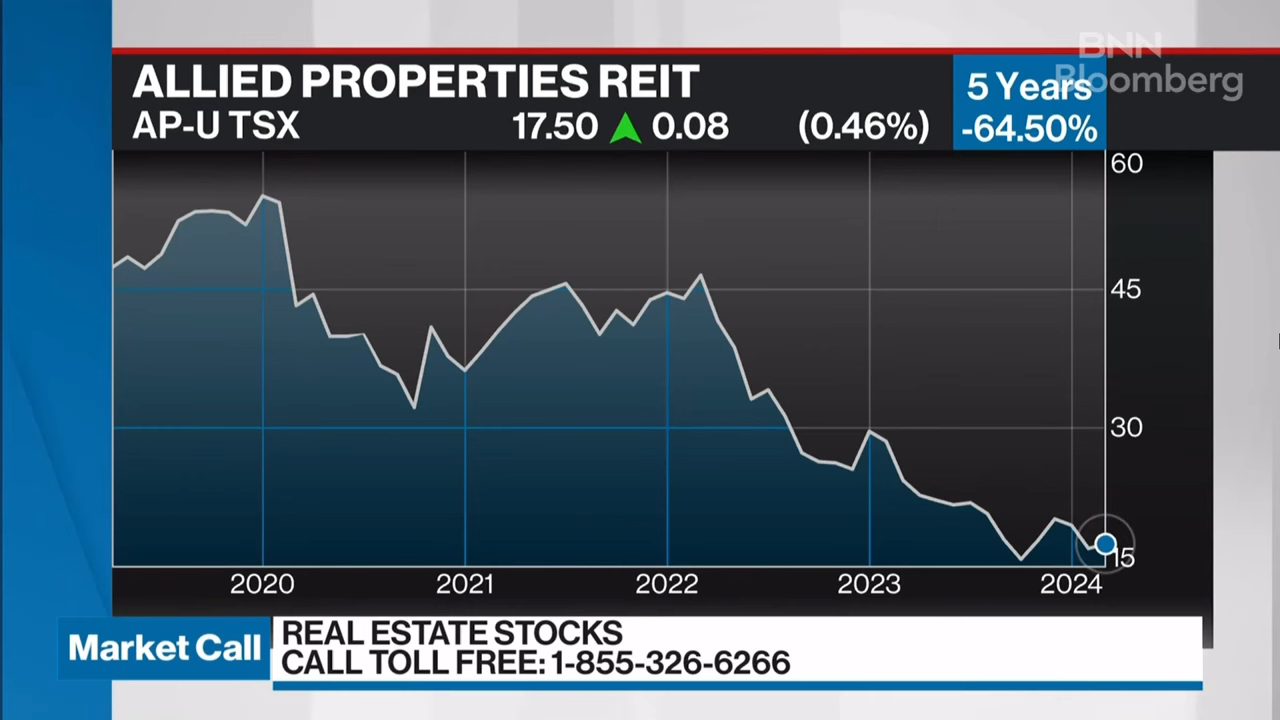 BNN
Bloomberg
ALLIED PROPERTIES REIT
AP-U TSX 17.50 0.08 (0.46%)
5 Years
-64.50%
60
45
30
15
2020 2021 2022 2023 2024
Market Call
REAL ESTATE STOCKS
CALL TOLL FREE: 1-855-326-6266